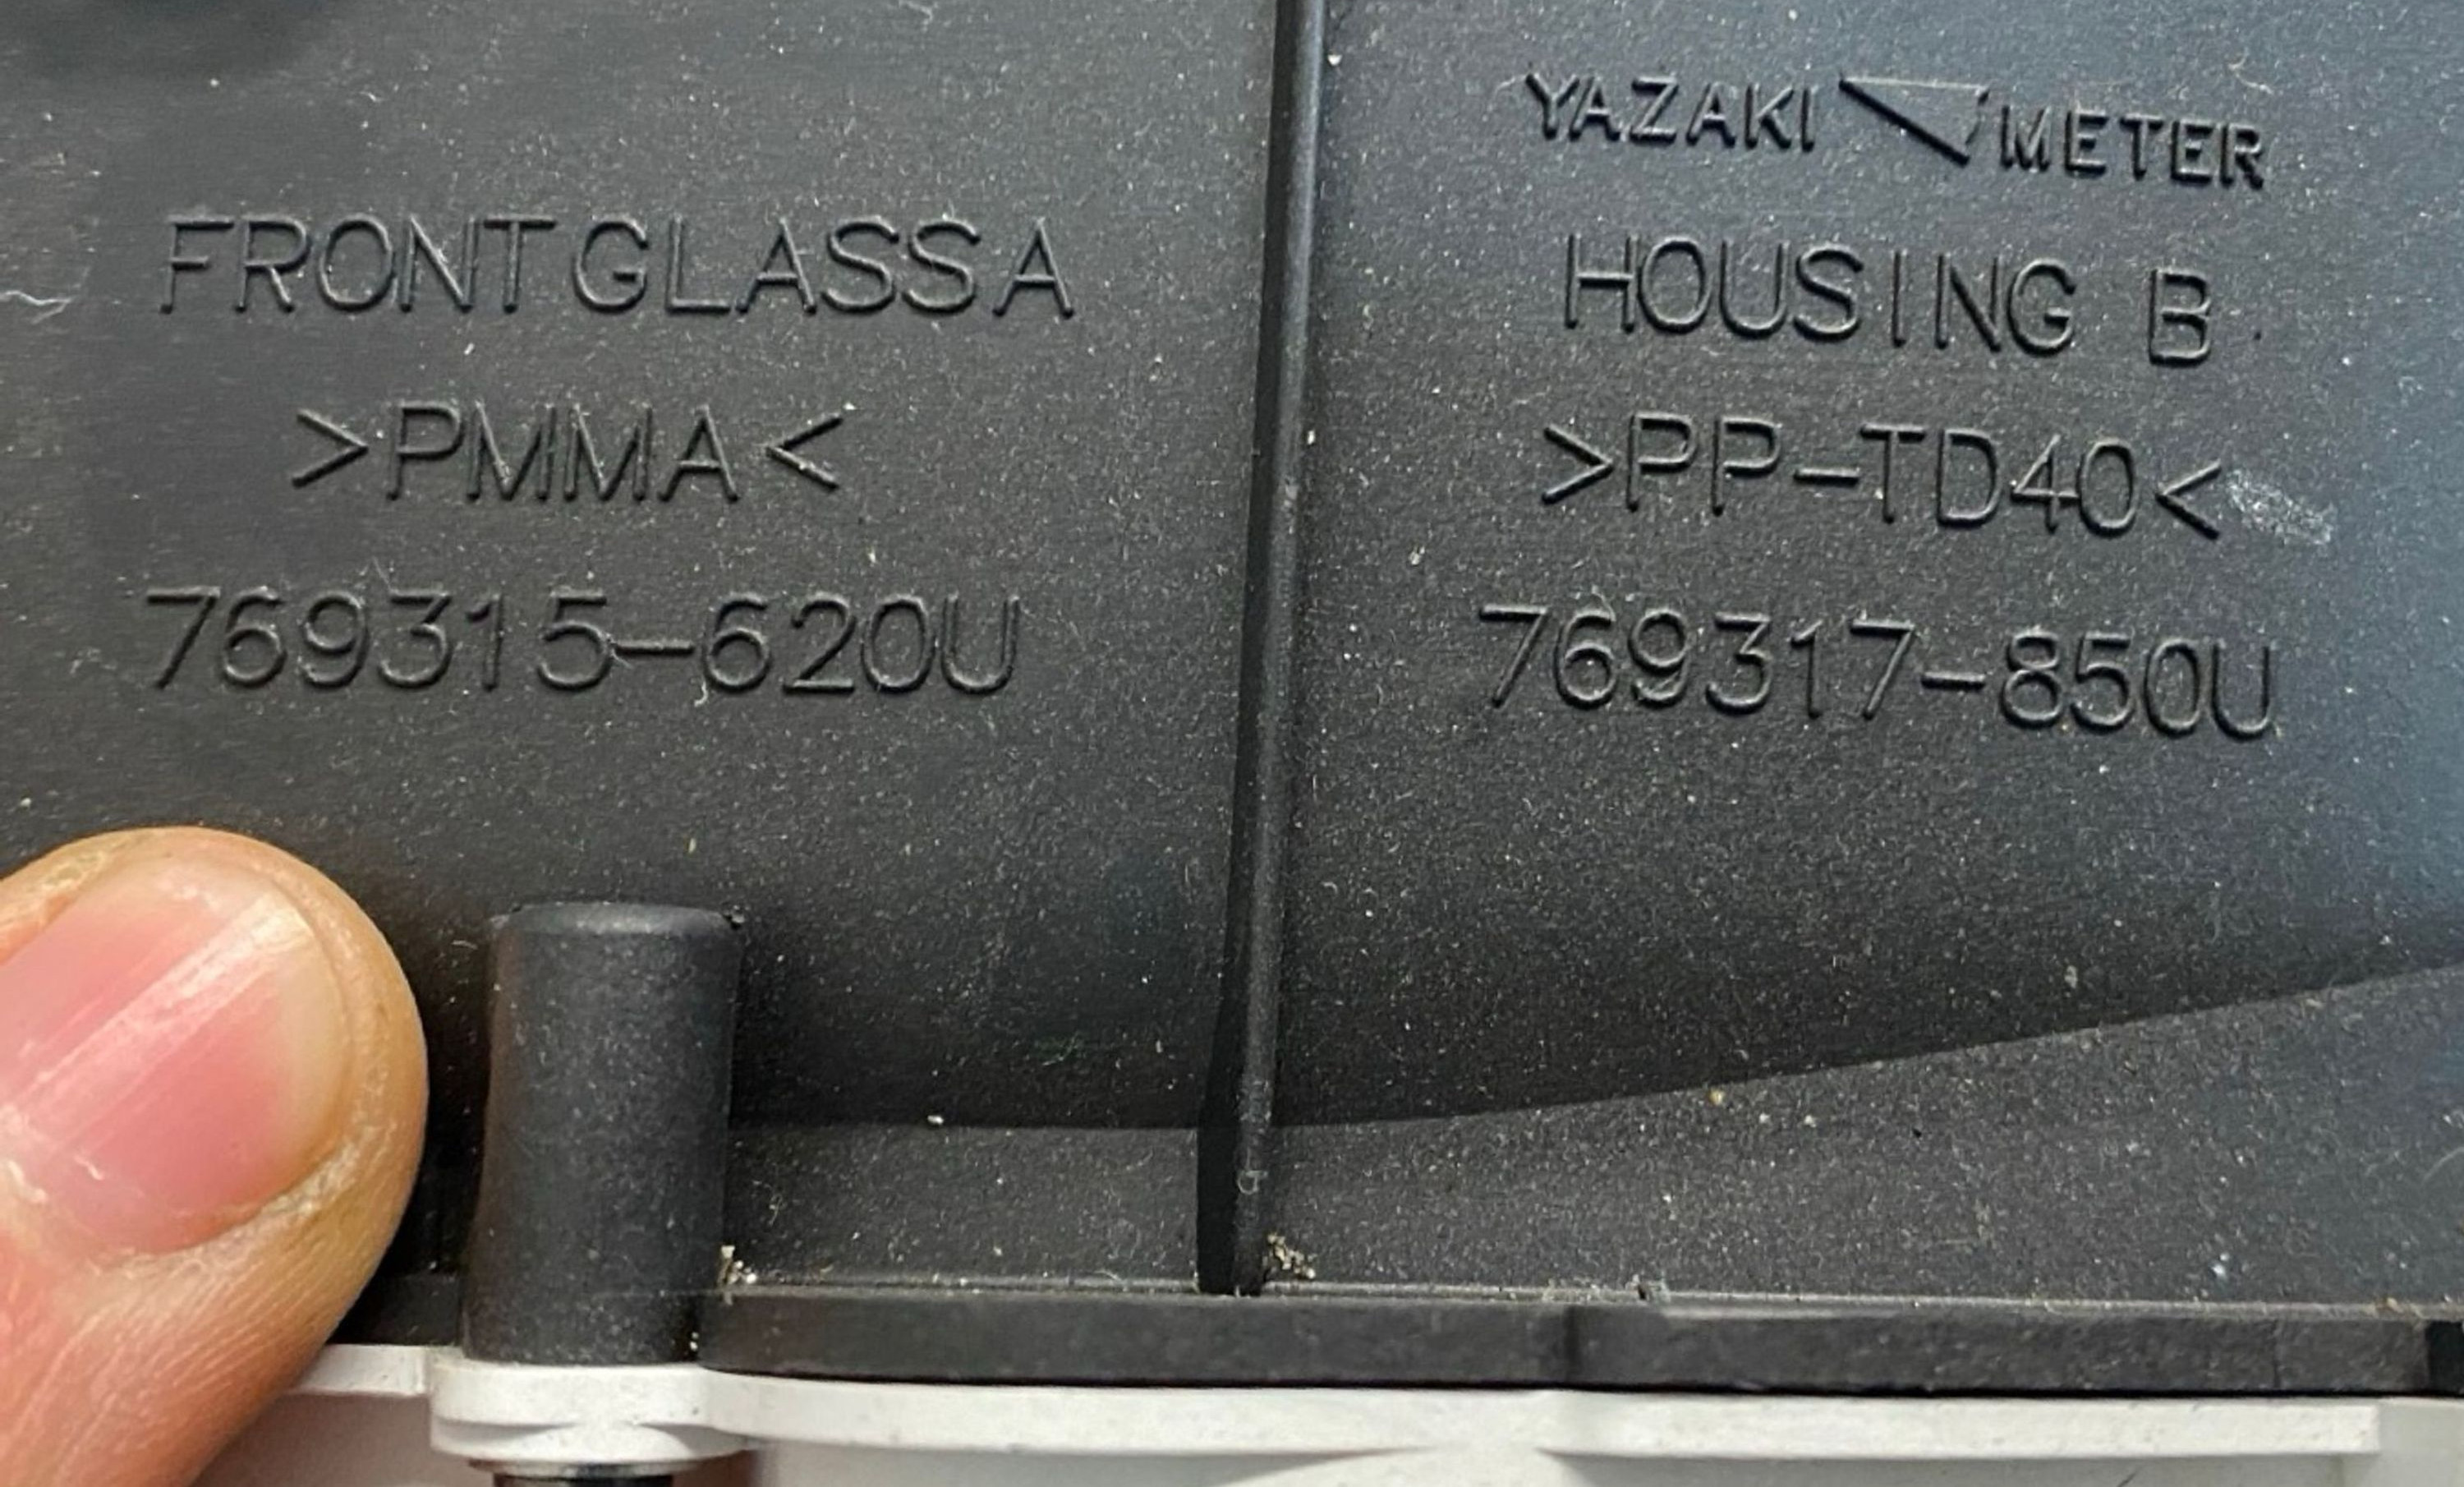 FRONT GLASS A
>PMMA<
769315-620U
YAZAKI METER
HOUSING B
>PP-TD40<
769317-850U